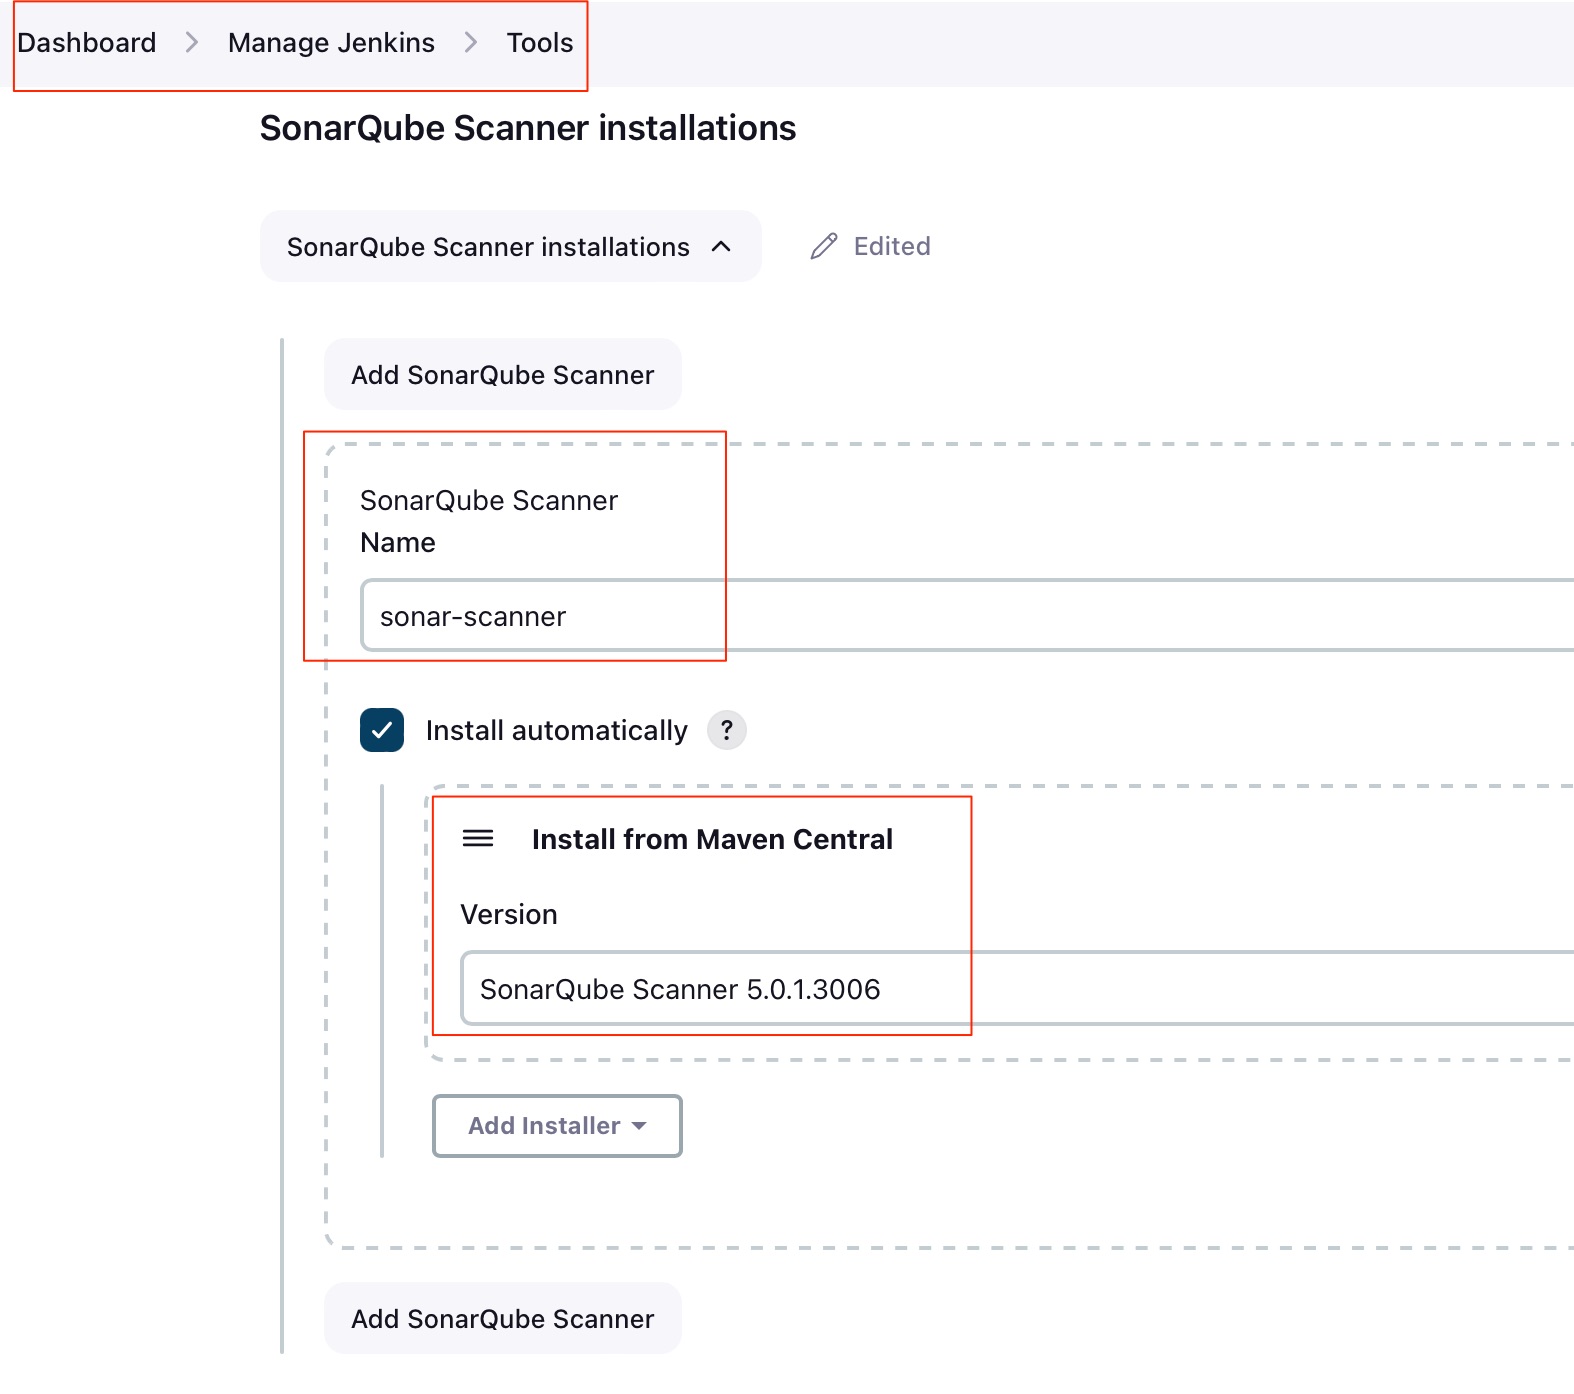 Dashboard > Manage Jenkins > Tools
SonarQube Scanner installations
SonarQube Scanner installations
Edited
Add SonarQube Scanner
SonarQube Scanner
Name
sonar-scanner
Install automatically ?
Install from Maven Central
Version
SonarQube Scanner 5.0.1.3006
Add Installer
Add SonarQube Scanner